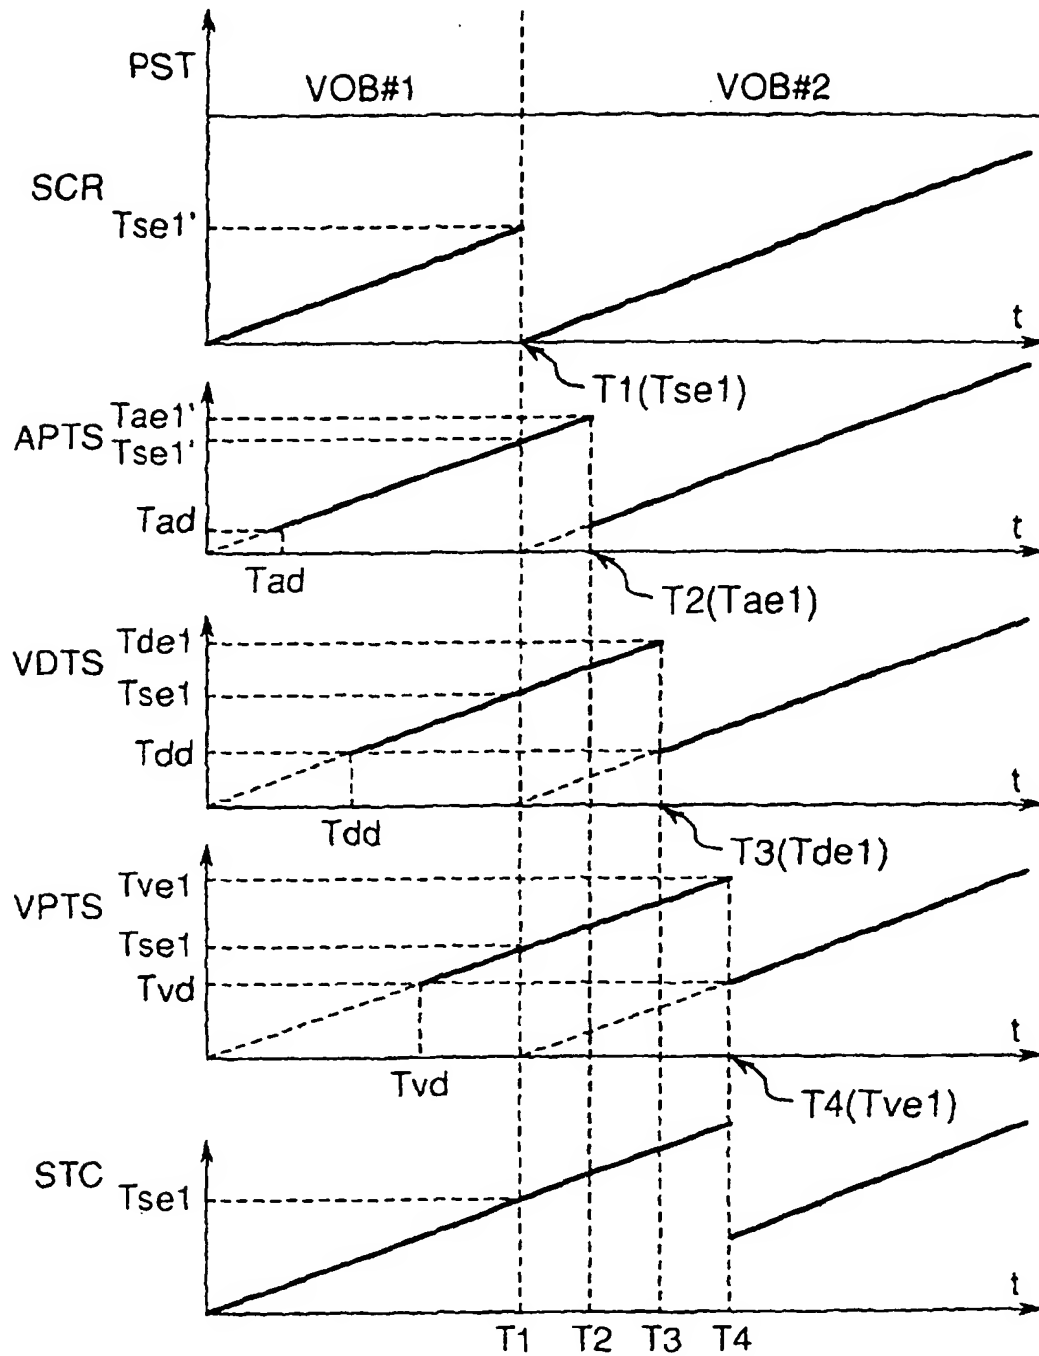 PST
VOB#1 VOB#2
SCR
Tse1'
t
T1(Tse1)
APTS
Tae1'
Tse1'
Tad
t
Tad
T2(Tae1)
VDTS
Tde1
Tse1
Tdd
t
Tdd
T3(Tde1)
VPTS
Tve1
Tse1
Tvd
t
Tvd
T4(Tve1)
STC
Tse1
t
T1 T2 T3 T4